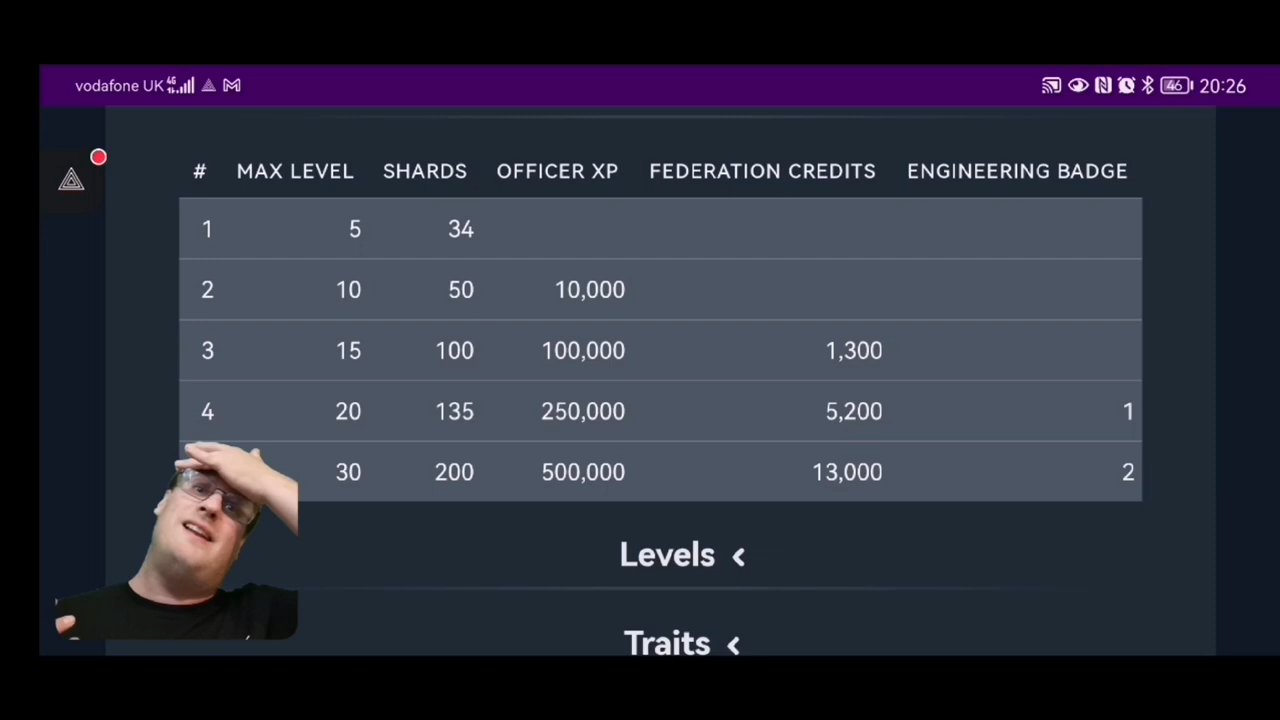 vodafone UK 4G 46 20:26
# MAX LEVEL SHARDS OFFICER XP FEDERATION CREDITS ENGINEERING BADGE
1 5 34
2 10 50 10,000
3 15 100 100,000 1,300
4 20 135 250,000 5,200 1
30 200 500,000 13,000 2
Levels <
Traits <